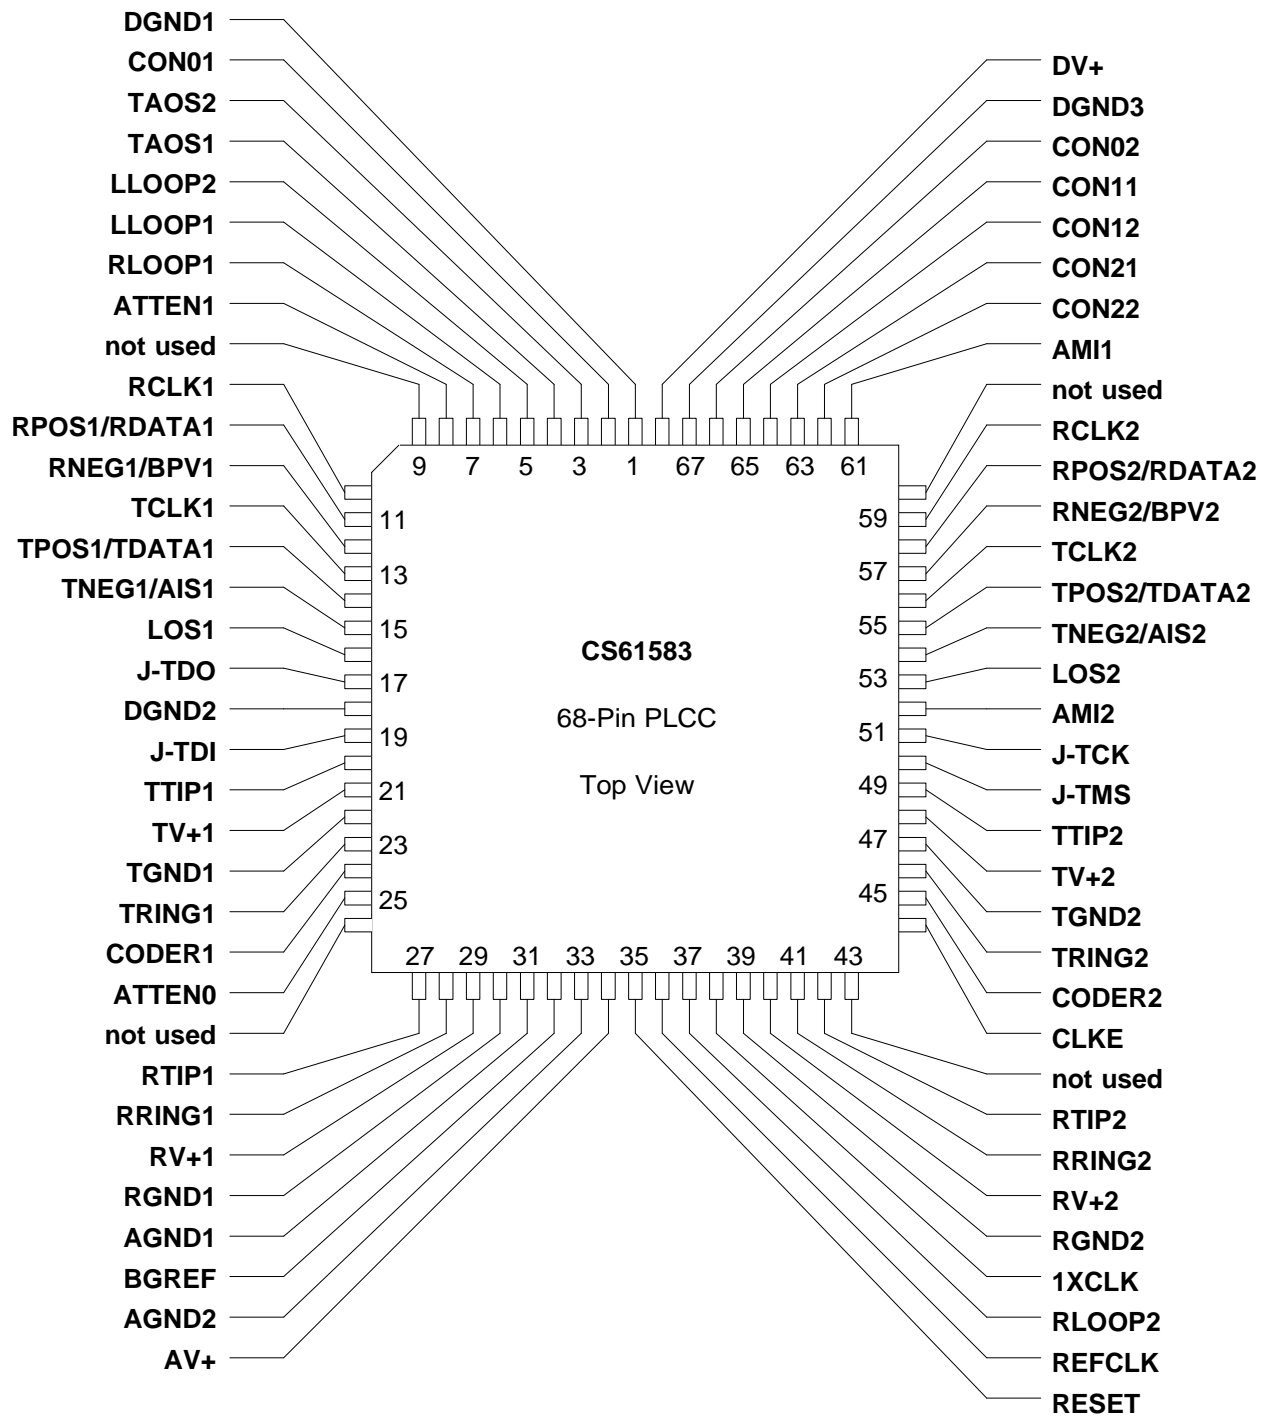 DGND1
CON01
TAOS2
TAOS1
LLOOP2
LLOOP1
RLOOP1
ATTEN1
not used
RCLK1
RPOS1/RDATA1
RNEG1/BPV1
TCLK1
TPOS1/TDATA1
TNEG1/AIS1
LOS1
J-TDO
DGND2
J-TDI
TTIP1
TV+1
TGND1
TRING1
CODER1
ATTEN0
not used
RTIP1
RRING1
RV+1
RGND1
AGND1
BGREF
AGND2
AV+
9 7 5 3 1 67 65 63 61
11
13
15
17
19
21
23
25
CS61583
68-Pin PLCC
Top View
59
57
55
53
51
49
47
45
27 29 31 33 35 37 39 41 43
DV+
DGND3
CON02
CON11
CON12
CON21
CON22
AMI1
not used
RCLK2
RPOS2/RDATA2
RNEG2/BPV2
TCLK2
TPOS2/TDATA2
TNEG2/AIS2
LOS2
AMI2
J-TCK
J-TMS
TTIP2
TV+2
TGND2
TRING2
CODER2
CLKE
not used
RTIP2
RRING2
RV+2
RGND2
1XCLK
RLOOP2
REFCLK
RESET